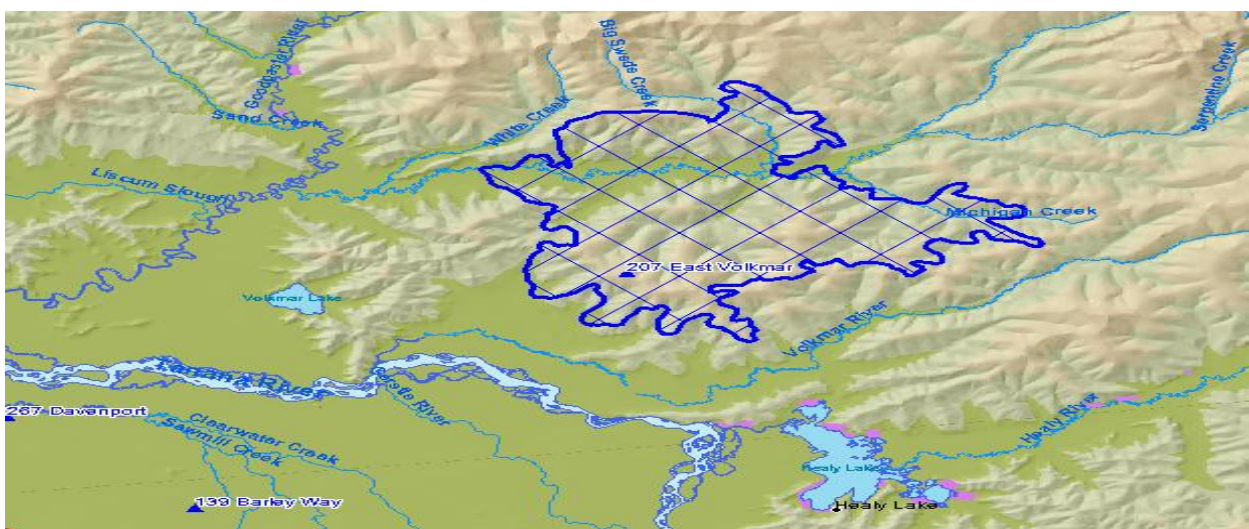 Goodpaster River
Big Swede Creek
Serpentine Creek
Sand Creek
White Creek
Liscum Slough
Michigan Creek
207 East Volkmar
Volkmar Lake
Volkmar River
Tanana River
Gerstle River
267 Davenport
Clearwater Creek
Sawmill Creek
Healy River
Healy Lake
139 Barley Way
Healy Lake